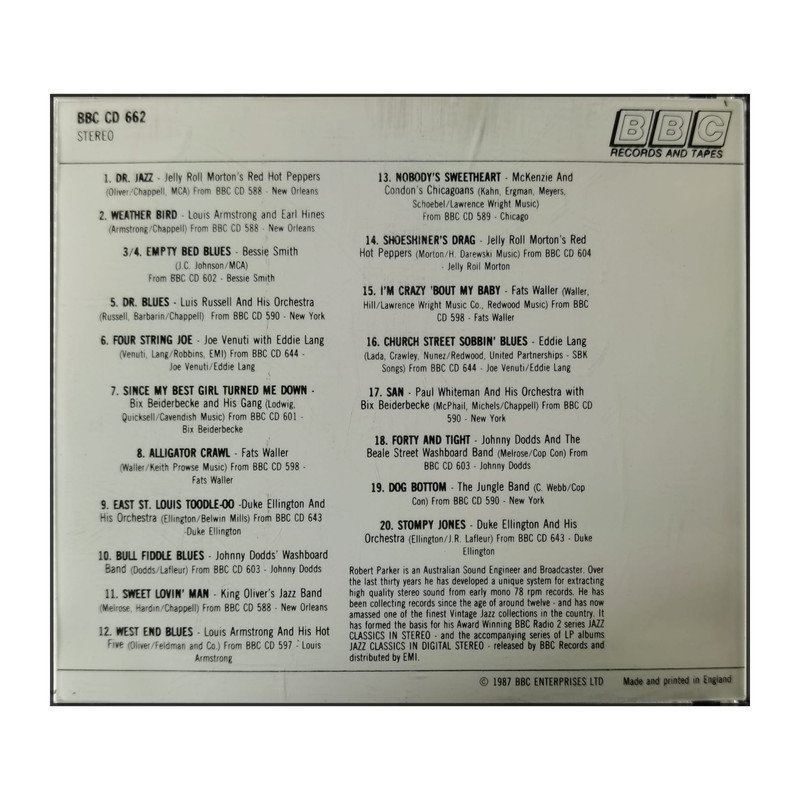 BBC CD 662
STEREO
BBC
RECORDS AND TAPES
1. DR. JAZZ - Jelly Roll Morton's Red Hot Peppers
(Oliver/Chappell, MCA) From BBC CD 588 - New Orleans
2. WEATHER BIRD - Louis Armstrong and Earl Hines
(Armstrong/Chappell) From BBC CD 588 - New Orleans
3/4. EMPTY BED BLUES - Bessie Smith
(J.C. Johnson/MCA)
From BBC CD 602 - Bessie Smith
5. DR. BLUES - Luis Russell And His Orchestra
(Russell, Barbarin/Chappell) From BBC CD 590 - New York
6. FOUR STRING JOE - Joe Venuti with Eddie Lang
(Venuti, Lang/Robbins, EMI) From BBC CD 644 -
Joe Venuti/Eddie Lang
7. SINCE MY BEST GIRL TURNED ME DOWN -
Bix Beiderbecke and His Gang (Lodwig,
Quicksell/Cavendish Music) From BBC CD 601 -
Bix Beiderbecke
8. ALLIGATOR CRAWL - Fats Waller
(Waller/Keith Prowse Music) From BBC CD 598 -
Fats Waller
9. EAST ST. LOUIS TOODLE-OO -Duke Ellington And
His Orchestra (Ellington/Belwin Mills) From BBC CD 643
-Duke Ellington
10. BULL FIDDLE BLUES - Johnny Dodds' Washboard
Band (Dodds/Lafleur) From BBC CD 603 - Johnny Dodds
11. SWEET LOVIN' MAN - King Oliver's Jazz Band
(Melrose, Hardin/Chappell) From BBC CD 588 - New Orleans
12. WEST END BLUES - Louis Armstrong And His Hot
Five (Oliver/Feldman and Co.) From BBC CD 597 - Louis
Armstrong
13. NOBODY'S SWEETHEART - McKenzie And
Condon's Chicagoans (Kahn, Ergman, Meyers,
Schoebel/Lawrence Wright Music)
From BBC CD 589 - Chicago
14. SHOESHINER'S DRAG - Jelly Roll Morton's Red
Hot Peppers (Morton/H. Darewski Music) From BBC CD 604
- Jelly Roll Morton
15. I'M CRAZY 'BOUT MY BABY - Fats Waller (Waller,
Hill/Lawrence Wright Music Co., Redwood Music) From BBC
CD 598 - Fats Waller
16. CHURCH STREET SOBBIN' BLUES - Eddie Lang
(Lada, Crawley, Nunez/Redwood, United Partnerships - SBK
Songs) From BBC CD 644 - Joe Venuti/Eddie Lang
17. SAN - Paul Whiteman And His Orchestra with
Bix Beiderbecke (McPhail, Michels/Chappell) From BBC CD
590 - New York
18. FORTY AND TIGHT - Johnny Dodds And The
Beale Street Washboard Band (Melrose/Cop Con) From
BBC CD 603 - Johnny Dodds
19. DOG BOTTOM - The Jungle Band (C. Webb/Cop
Con) From BBC CD 590 - New York
20. STOMPY JONES - Duke Ellington And His
Orchestra (Ellington/J.R. Lafleur) From BBC CD 643 - Duke
Ellington
Robert Parker is an Australian Sound Engineer and Broadcaster. Over
the last thirty years he has developed a unique system for extracting
high quality stereo sound from early mono 78 rpm records. He has
been collecting records since the age of around twelve - and has now
amassed one of the finest Vintage Jazz collections in the country. It
has formed the basis for his Award Winning BBC Radio 2 series JAZZ
CLASSICS IN STEREO - and the accompanying series of LP albums
JAZZ CLASSICS IN DIGITAL STEREO - released by BBC Records and
distributed by EMI.
© 1987 BBC ENTERPRISES LTD Made and printed in England